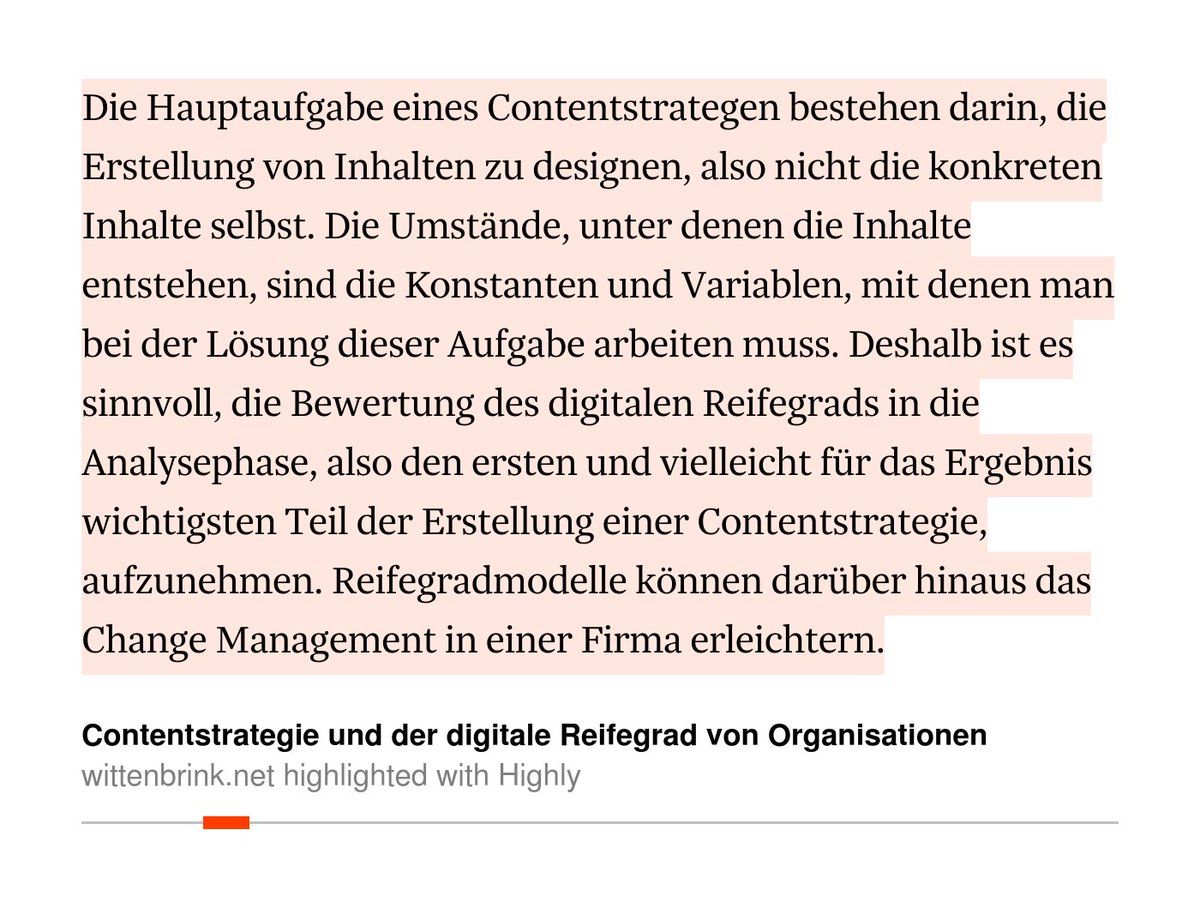 Die Hauptaufgabe eines Contentstrategen bestehen darin, die
Erstellung von Inhalten zu designen, also nicht die konkreten
Inhalte selbst. Die Umstände, unter denen die Inhalte
entstehen, sind die Konstanten und Variablen, mit denen man
bei der Lösung dieser Aufgabe arbeiten muss. Deshalb ist es
sinnvoll, die Bewertung des digitalen Reifegrads in die
Analysephase, also den ersten und vielleicht für das Ergebnis
wichtigsten Teil der Erstellung einer Contentstrategie,
aufzunehmen. Reifegradmodelle können darüber hinaus das
Change Management in einer Firma erleichtern.
Contentstrategie und der digitale Reifegrad von Organisationen
wittenbrink.net highlighted with Highly